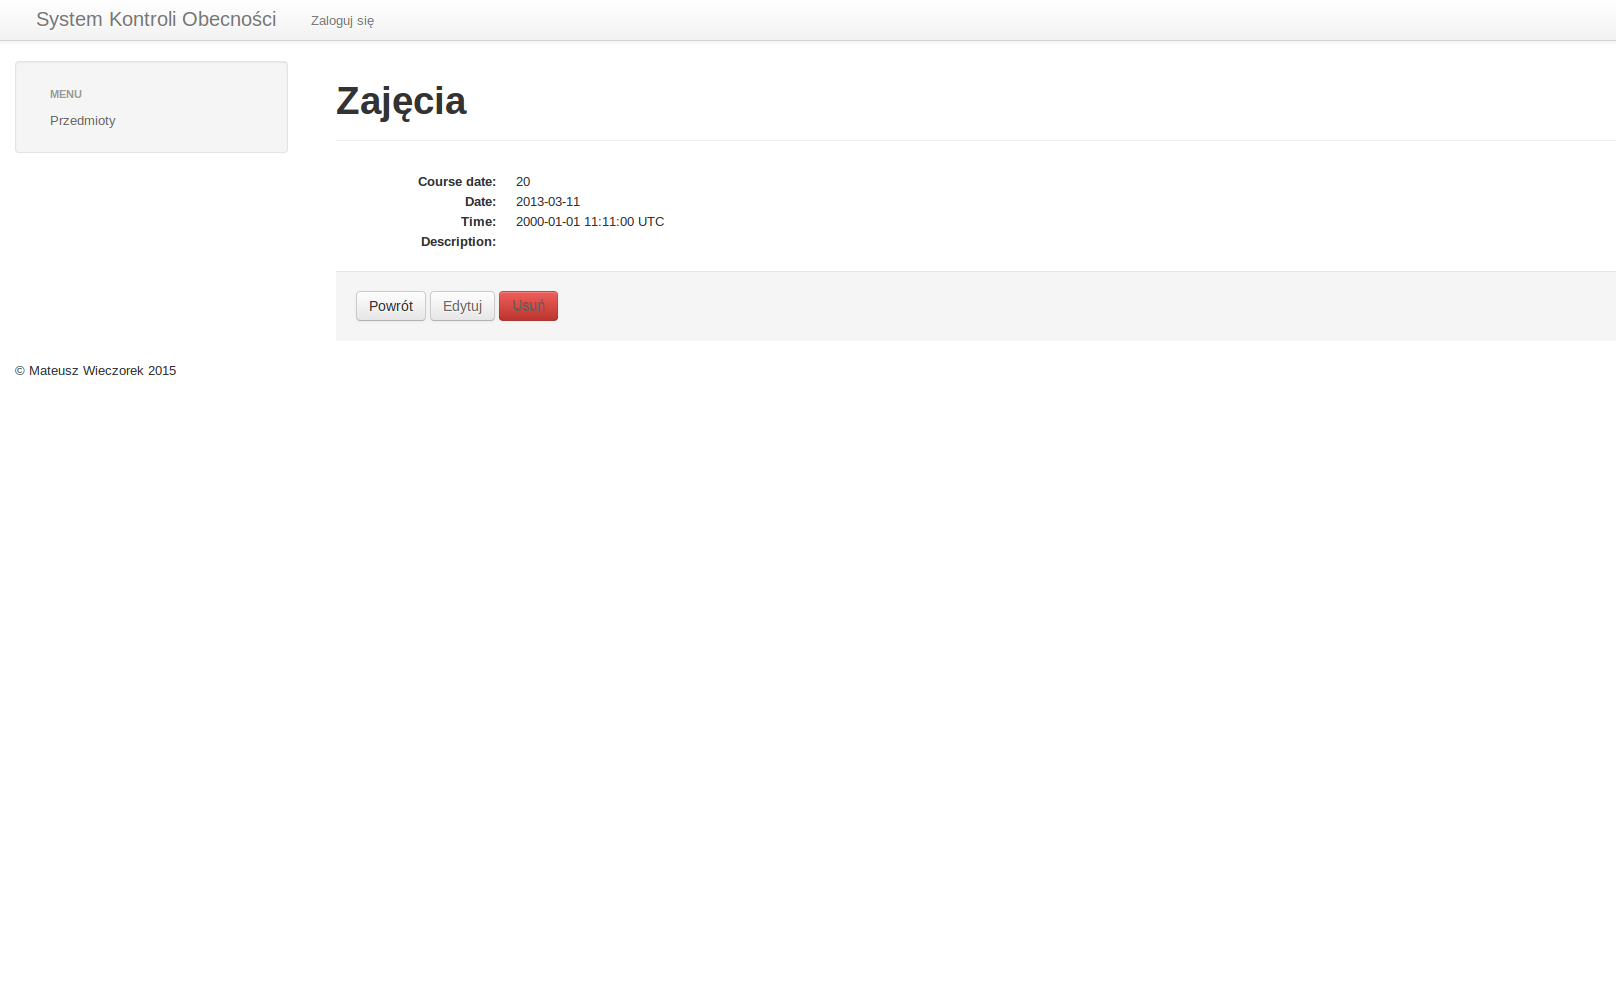 System Kontroli Obecności Zaloguj się
MENU
Przedmioty
Zajęcia
Course date: 20
Date: 2013-03-11
Time: 2000-01-01 11:11:00 UTC
Description:
Powrót Edytuj Usuń
© Mateusz Wieczorek 2015